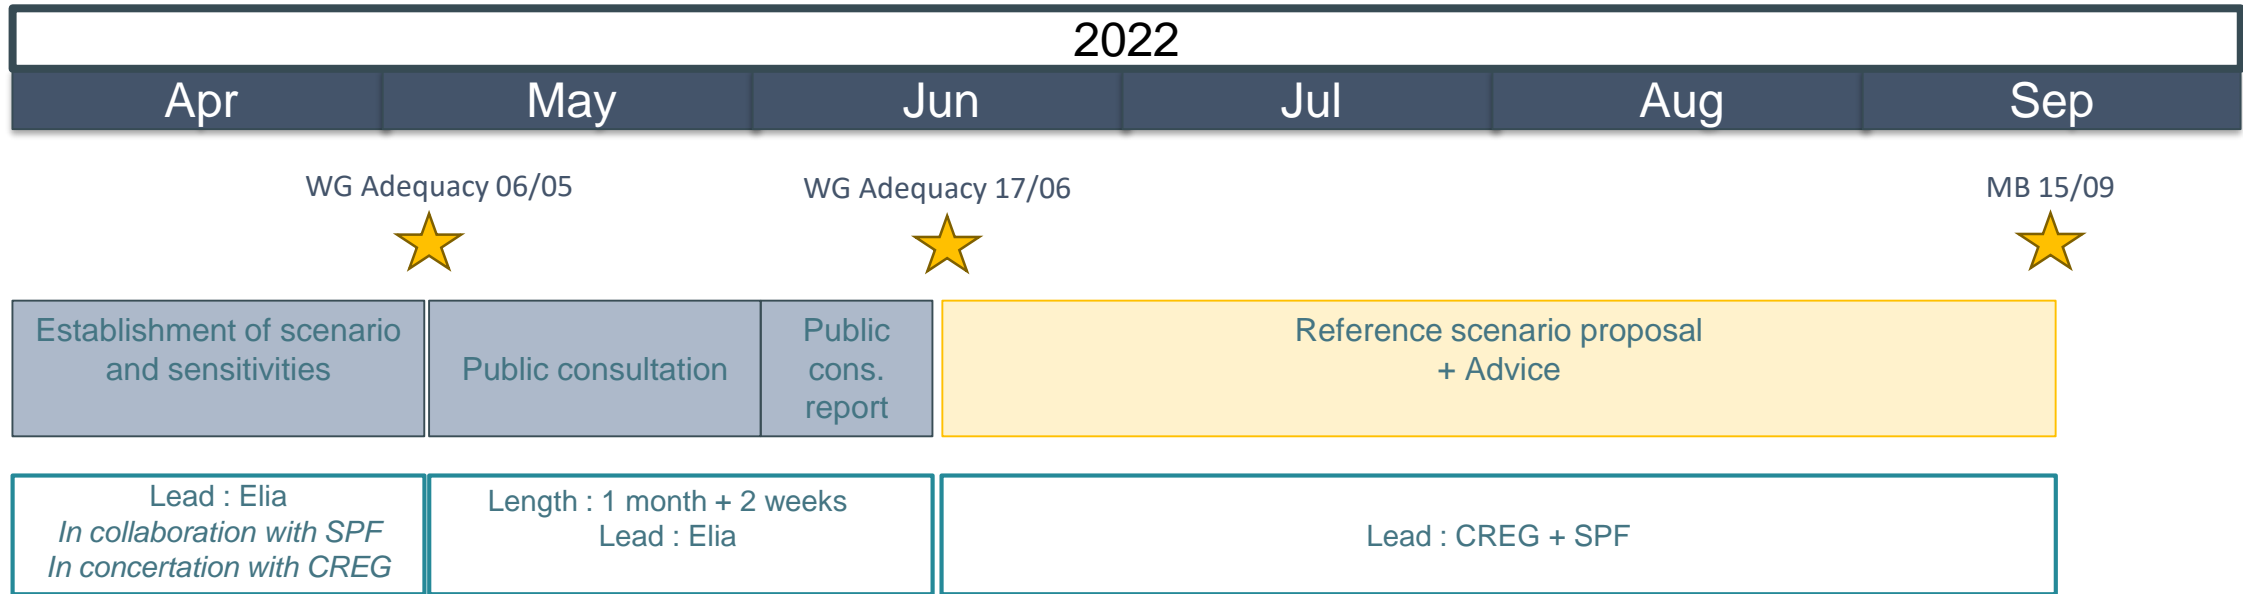 2022
Apr
May
Jun
Jul
Aug
Sep
WG Adequacy 06/05
WG Adequacy 17/06
MB 15/09
Establishment of scenario
and sensitivities
Public consultation
Public
cons.
report
Reference scenario proposal
+ Advice
Lead : Elia
In collaboration with SPF
In concertation with CREG
Length : 1 month + 2 weeks
Lead : Elia
Lead : CREG + SPF